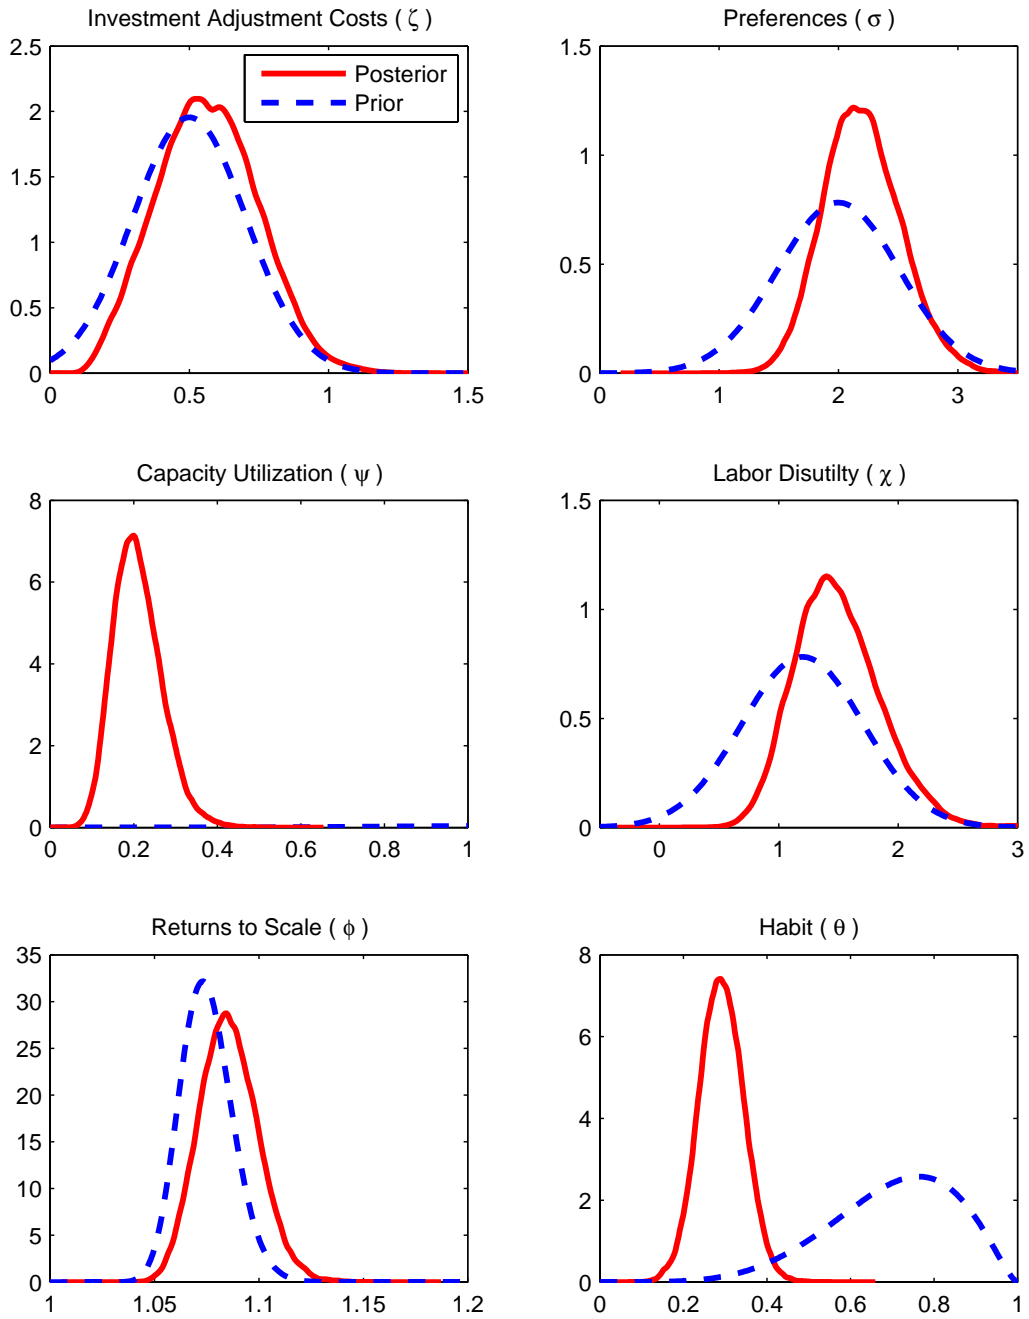 Investment Adjustment Costs ( ζ )
2.5
2
1.5
1
0.5
0
0 0.5 1 1.5
Posterior
Prior
Preferences ( σ )
1.5
1
0.5
0
0 1 2 3
Capacity Utilization ( ψ )
8
6
4
2
0
0 0.2 0.4 0.6 0.8 1
Labor Disutilty ( χ )
1.5
1
0.5
0
0 1 2 3
Returns to Scale ( ϕ )
35
30
25
20
15
10
5
0
1 1.05 1.1 1.15 1.2
Habit ( θ )
8
6
4
2
0
0 0.2 0.4 0.6 0.8 1